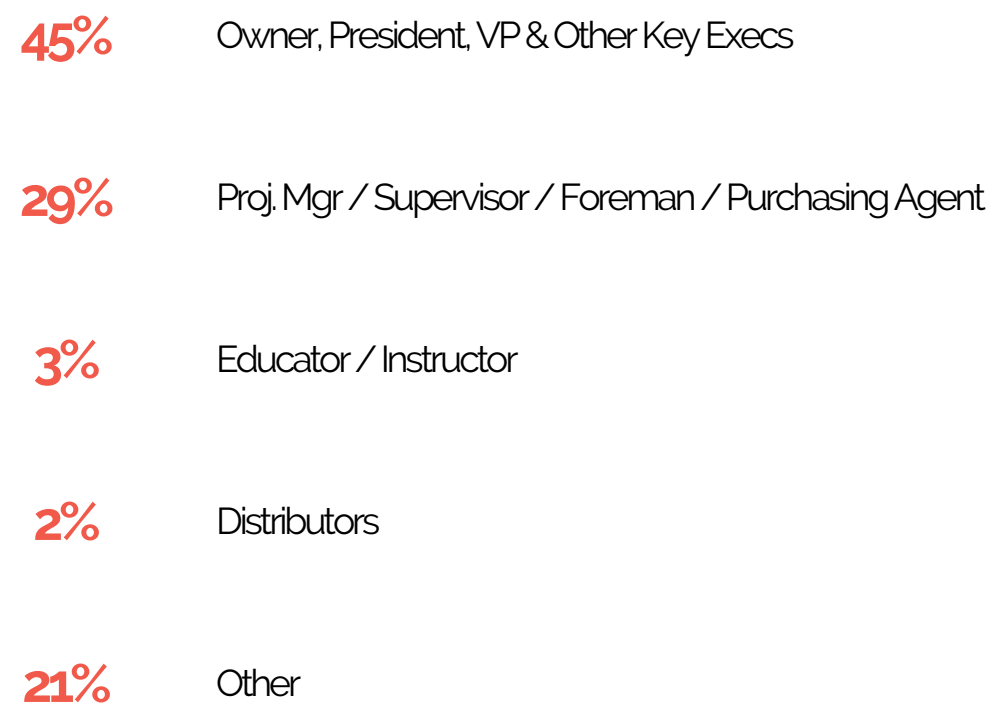 45% Owner, President, VP & Other Key Execs
29% Proj. Mgr / Supervisor / Foreman / Purchasing Agent
3% Educator / Instructor
2% Distributors
21% Other